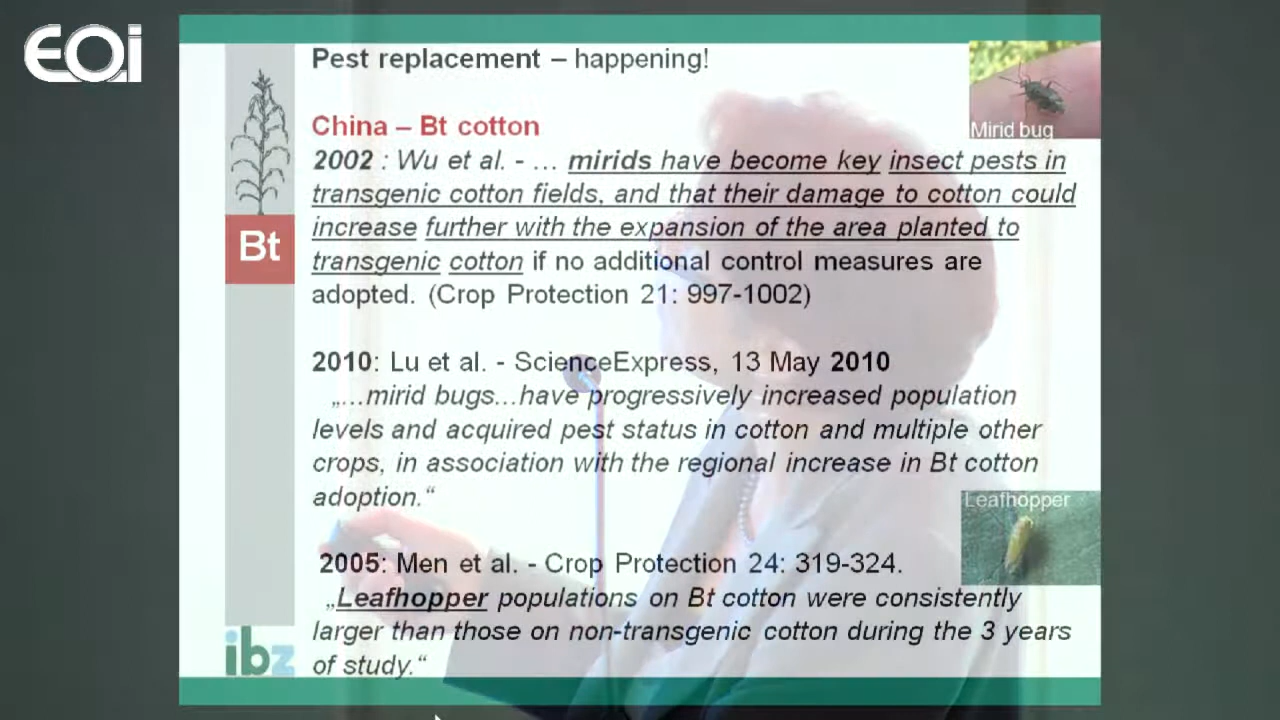 EOi
Pest replacement – happening!
Mirid bug
China – Bt cotton
2002 : Wu et al. - … mirids have become key insect pests in
transgenic cotton fields, and that their damage to cotton could
increase further with the expansion of the area planted to
Bt
transgenic cotton if no additional control measures are
adopted. (Crop Protection 21: 997-1002)
2010: Lu et al. - ScienceExpress, 13 May 2010
„…mirid bugs...have progressively increased population
levels and acquired pest status in cotton and multiple other
crops, in association with the regional increase in Bt cotton
adoption.“
Leafhopper
2005: Men et al. - Crop Protection 24: 319-324.
„Leafhopper populations on Bt cotton were consistently
larger than those on non-transgenic cotton during the 3 years
of study.“
ibz